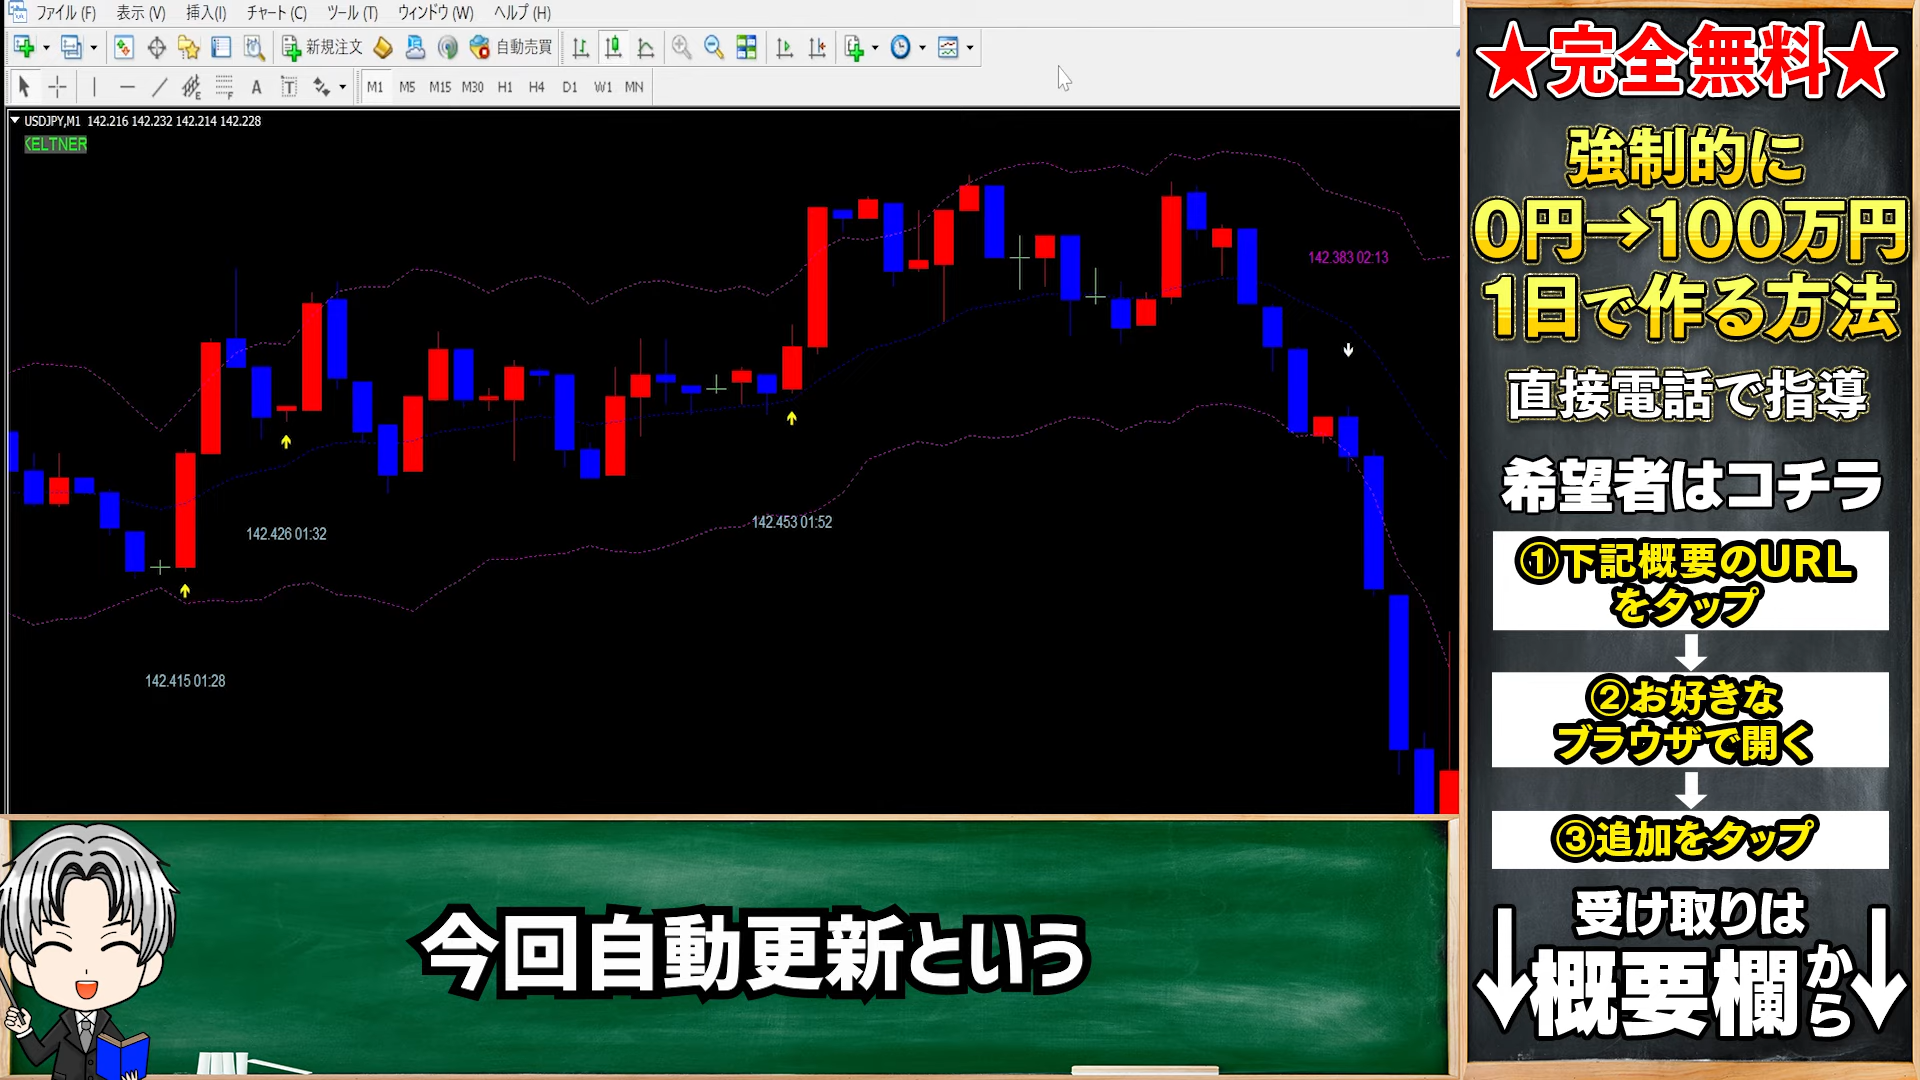 ファイル (F) 表示 (V) 挿入(I) チャート (C) ツール (T) ウィンドウ (W) ヘルプ (H)
新規注文 自動売買
A T M1 M5 M15 M30 H1 H4 D1 W1 MN
USDJPY,M1 142.216 142.232 142.214 142.228
KELTNER
142.383 02:13
142.426 01:32
142.453 01:52
142.415 01:28
今回自動更新という
★完全無料★
強制的に
0円→100万円
1日で作る方法
直接電話で指導
希望者はコチラ
①下記概要のURL
をタップ
②お好きな
ブラウザで開く
③追加をタップ
受け取りは
概要欄から